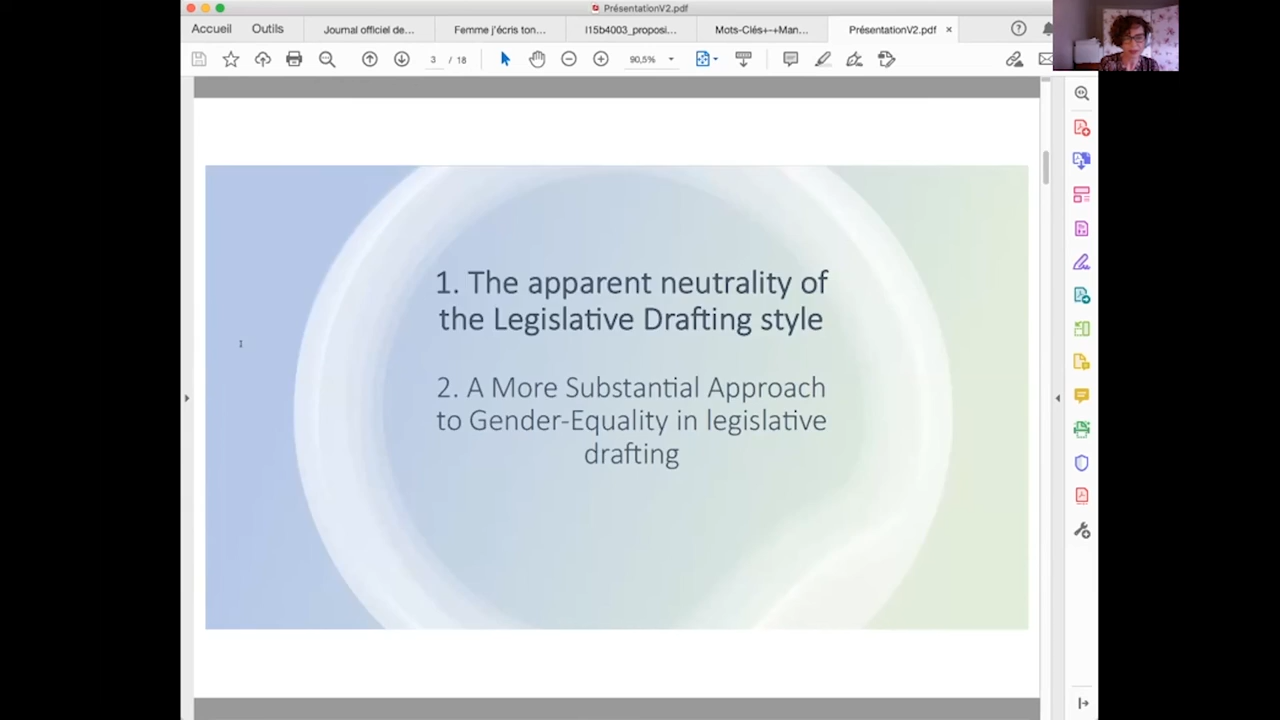 PrésentationV2.pdf
Accueil
Outils
Journal officiel de...
Femme j'écris ton...
l15b4003_proposi...
Mots-Clés+-+Man...
PrésentationV2.pdf
3 / 18
90,5%
1. The apparent neutrality of
the Legislative Drafting style
2. A More Substantial Approach
to Gender-Equality in legislative
drafting